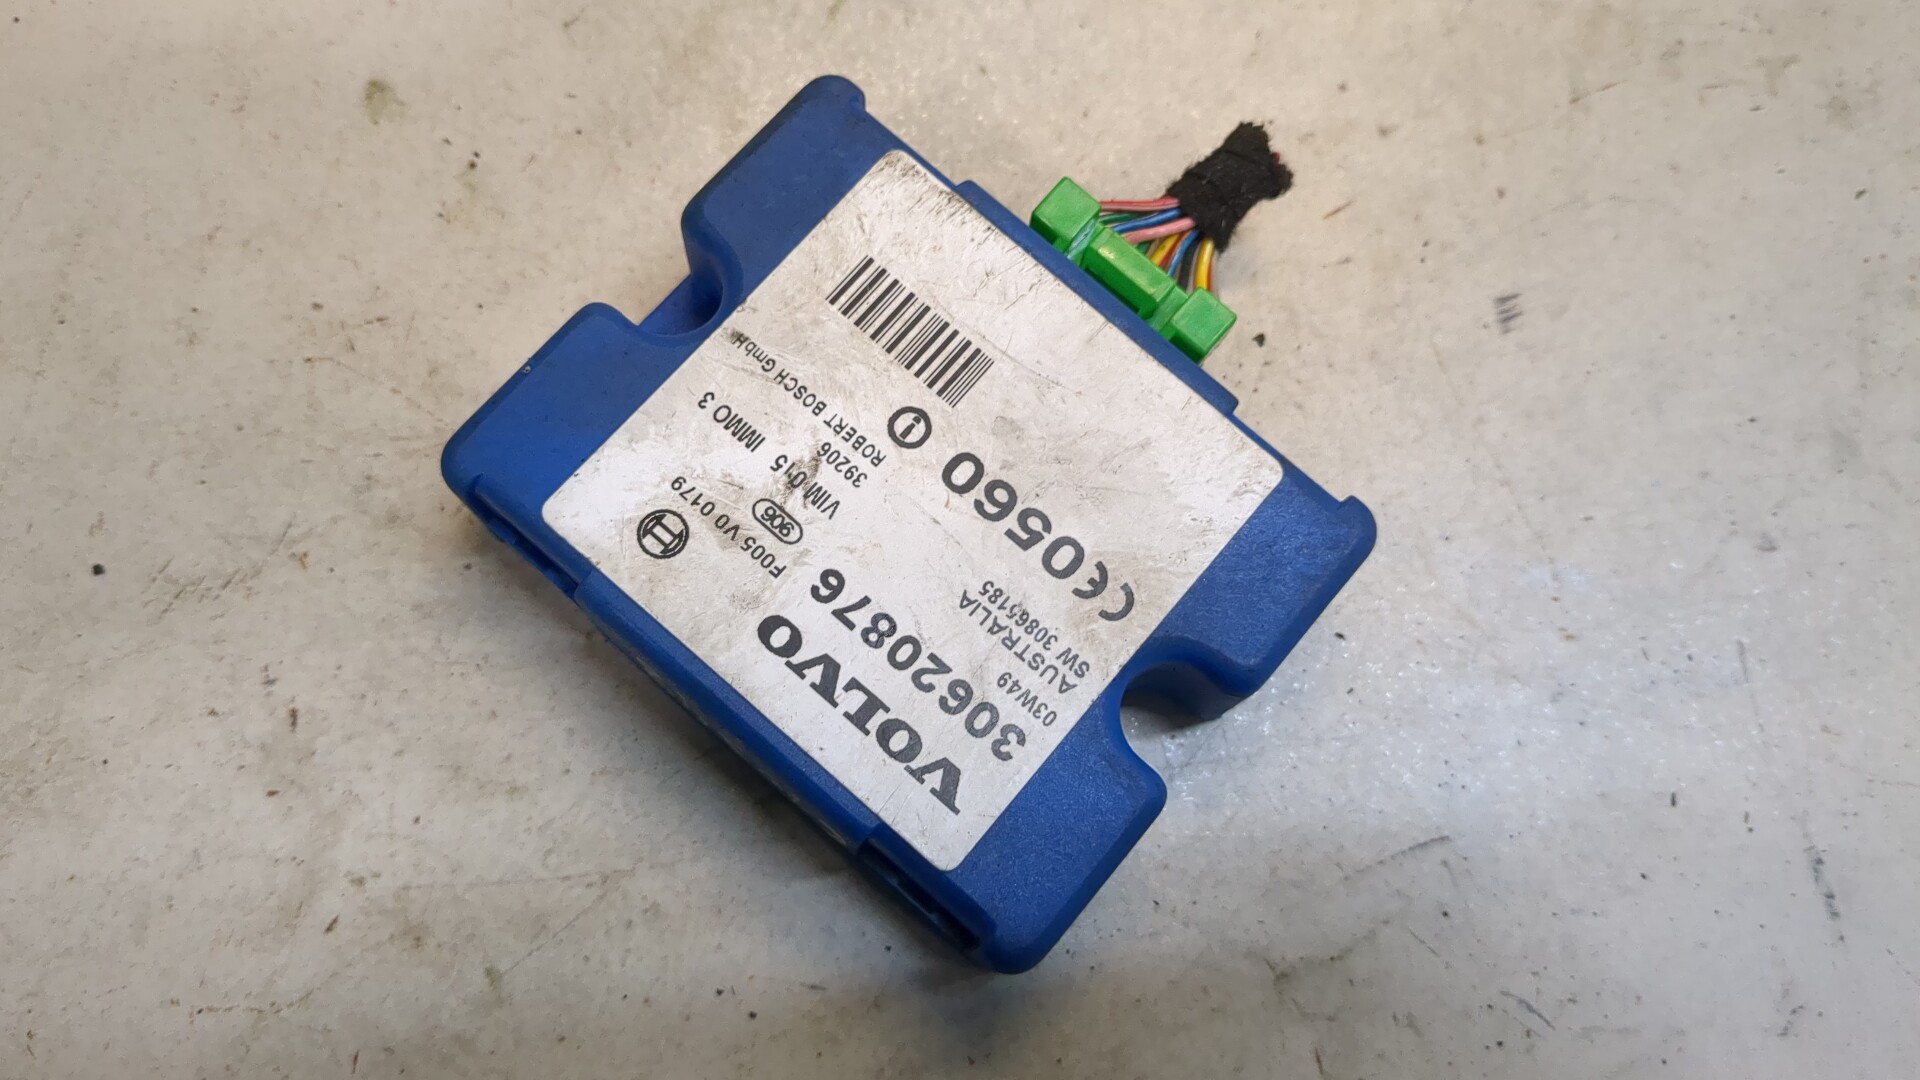 VOLVO
30620876
03W49
AUSTRALIA
SW 30865185
CE0560
F005 V0 0179
906
VIM 015 IMMO 3
39206
ROBERT BOSCH GmbH